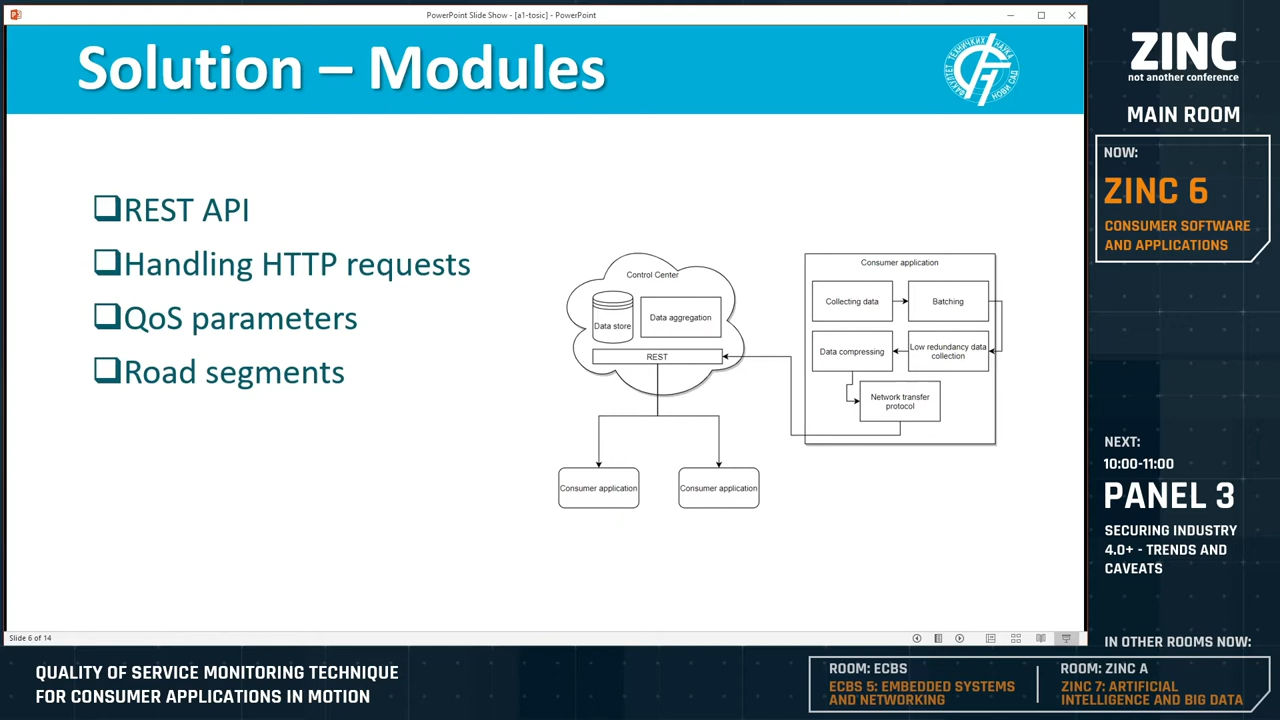 PowerPoint Slide Show - [a1-tosic] - PowerPoint
Solution – Modules
ФАКУЛТЕТ ТЕХНИЧКИХ НАУКА
НОВИ САД
REST API
Handling HTTP requests
QoS parameters
Road segments
Control Center
Data store
Data aggregation
REST
Consumer application
Consumer application
Consumer application
Collecting data
Batching
Data compressing
Low redundancy data
collection
Network transfer
protocol
Slide 6 of 14
ZINC
not another conference
MAIN ROOM
NOW:
ZINC 6
CONSUMER SOFTWARE
AND APPLICATIONS
NEXT:
10:00-11:00
PANEL 3
SECURING INDUSTRY
4.0+ - TRENDS AND
CAVEATS
IN OTHER ROOMS NOW:
QUALITY OF SERVICE MONITORING TECHNIQUE
FOR CONSUMER APPLICATIONS IN MOTION
ROOM: ECBS
ECBS 5: EMBEDDED SYSTEMS
AND NETWORKING
ROOM: ZINC A
ZINC 7: ARTIFICIAL
INTELLIGENCE AND BIG DATA